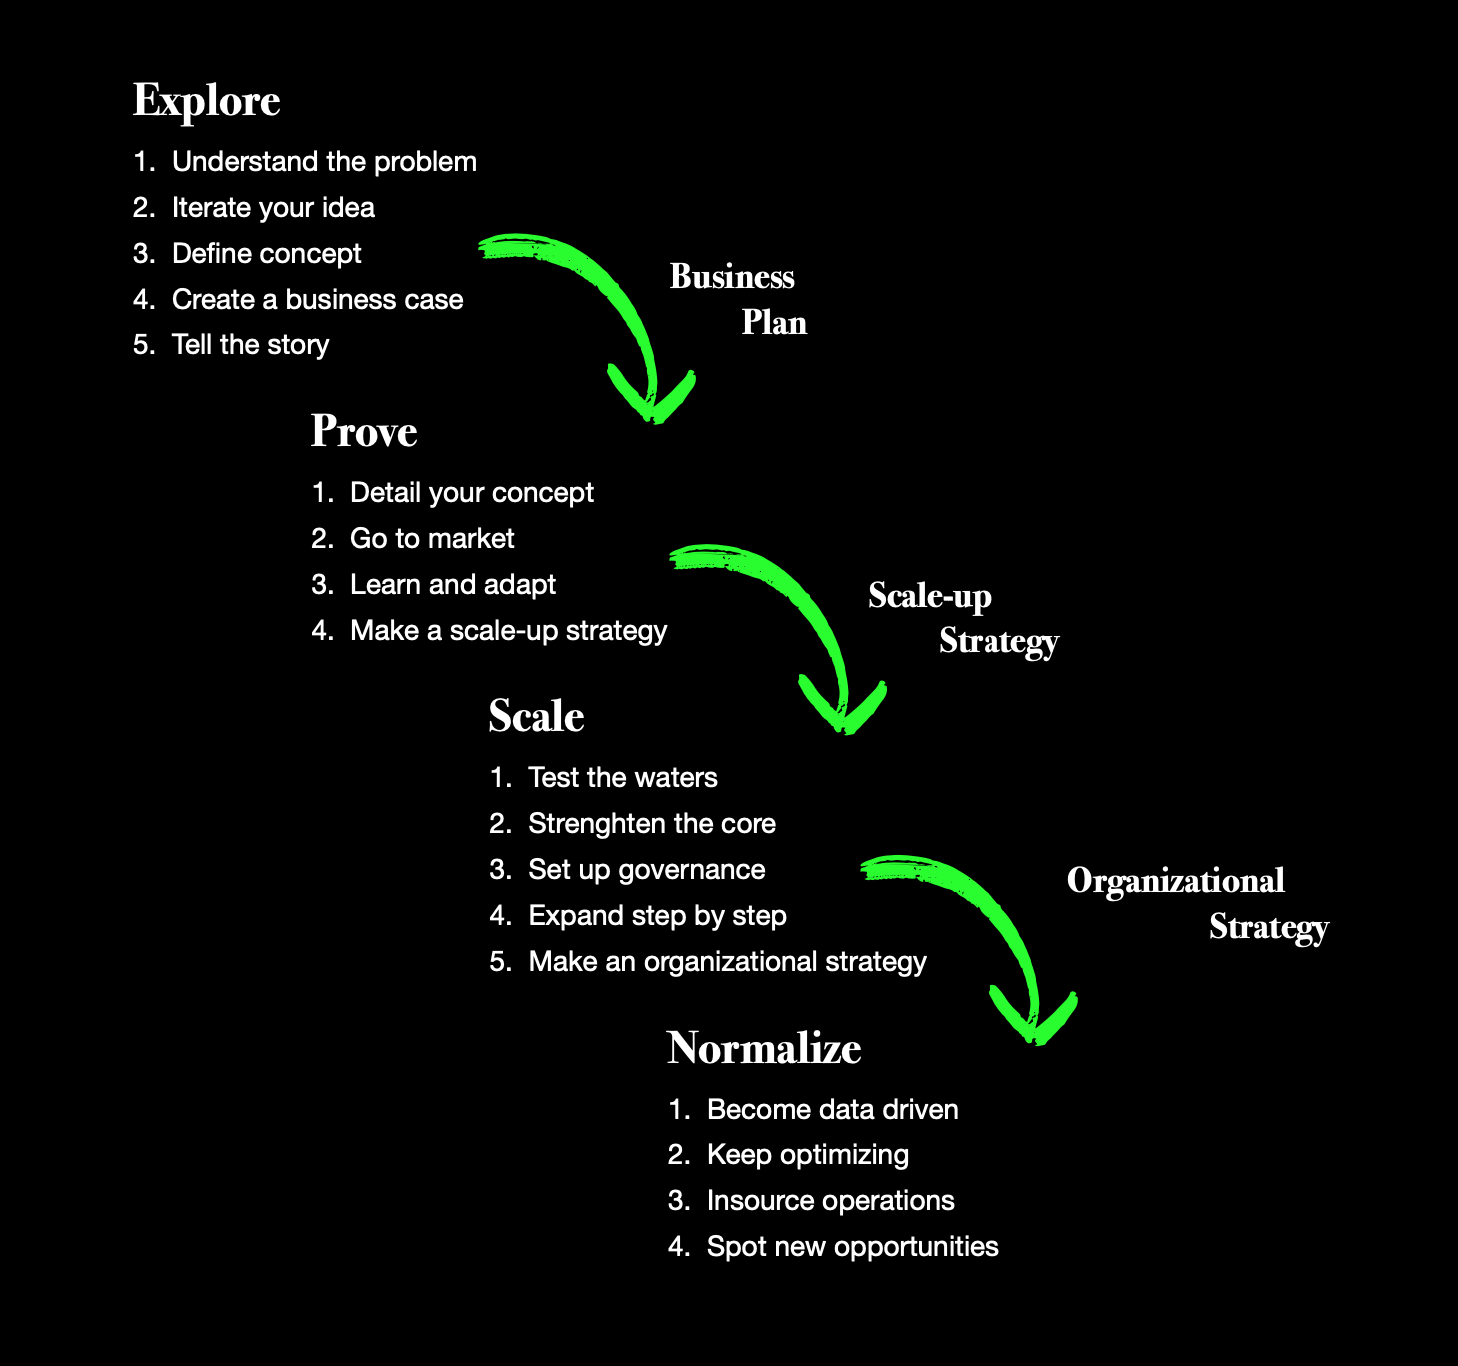 Explore
1. Understand the problem
2. Iterate your idea
3. Define concept
4. Create a business case
5. Tell the story
Business
Plan
Prove
1. Detail your concept
2. Go to market
3. Learn and adapt
4. Make a scale-up strategy
Scale-up
Strategy
Scale
1. Test the waters
2. Strenghten the core
3. Set up governance
4. Expand step by step
5. Make an organizational strategy
Organizational
Strategy
Normalize
1. Become data driven
2. Keep optimizing
3. Insource operations
4. Spot new opportunities